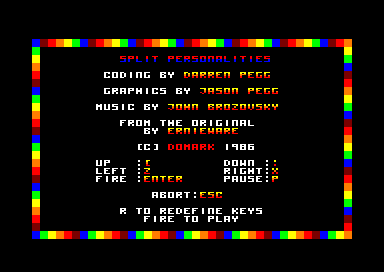 SPLIT PERSONALITIES
CODING BY DARREN PEGG
GRAPHICS BY JASON PEGG
MUSIC BY JOHN BROZOVSKY
FROM THE ORIGINAL
BY ERNIEWARE
(C) DOMARK 1986
UP : DOWN :
LEFT :Z RIGHT:X
FIRE :ENTER PAUSE:P
ABORT:ESC
R TO REDEFINE KEYS
FIRE TO PLAY